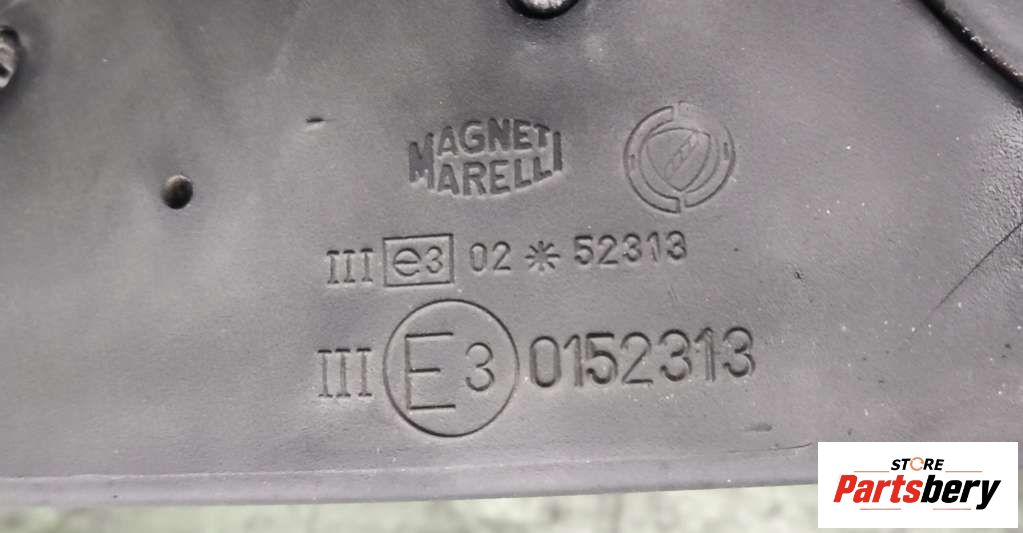 MAGNETI
MARELLI
III e3 02 * 52313
III E3 0152313
STORE
Partsbery